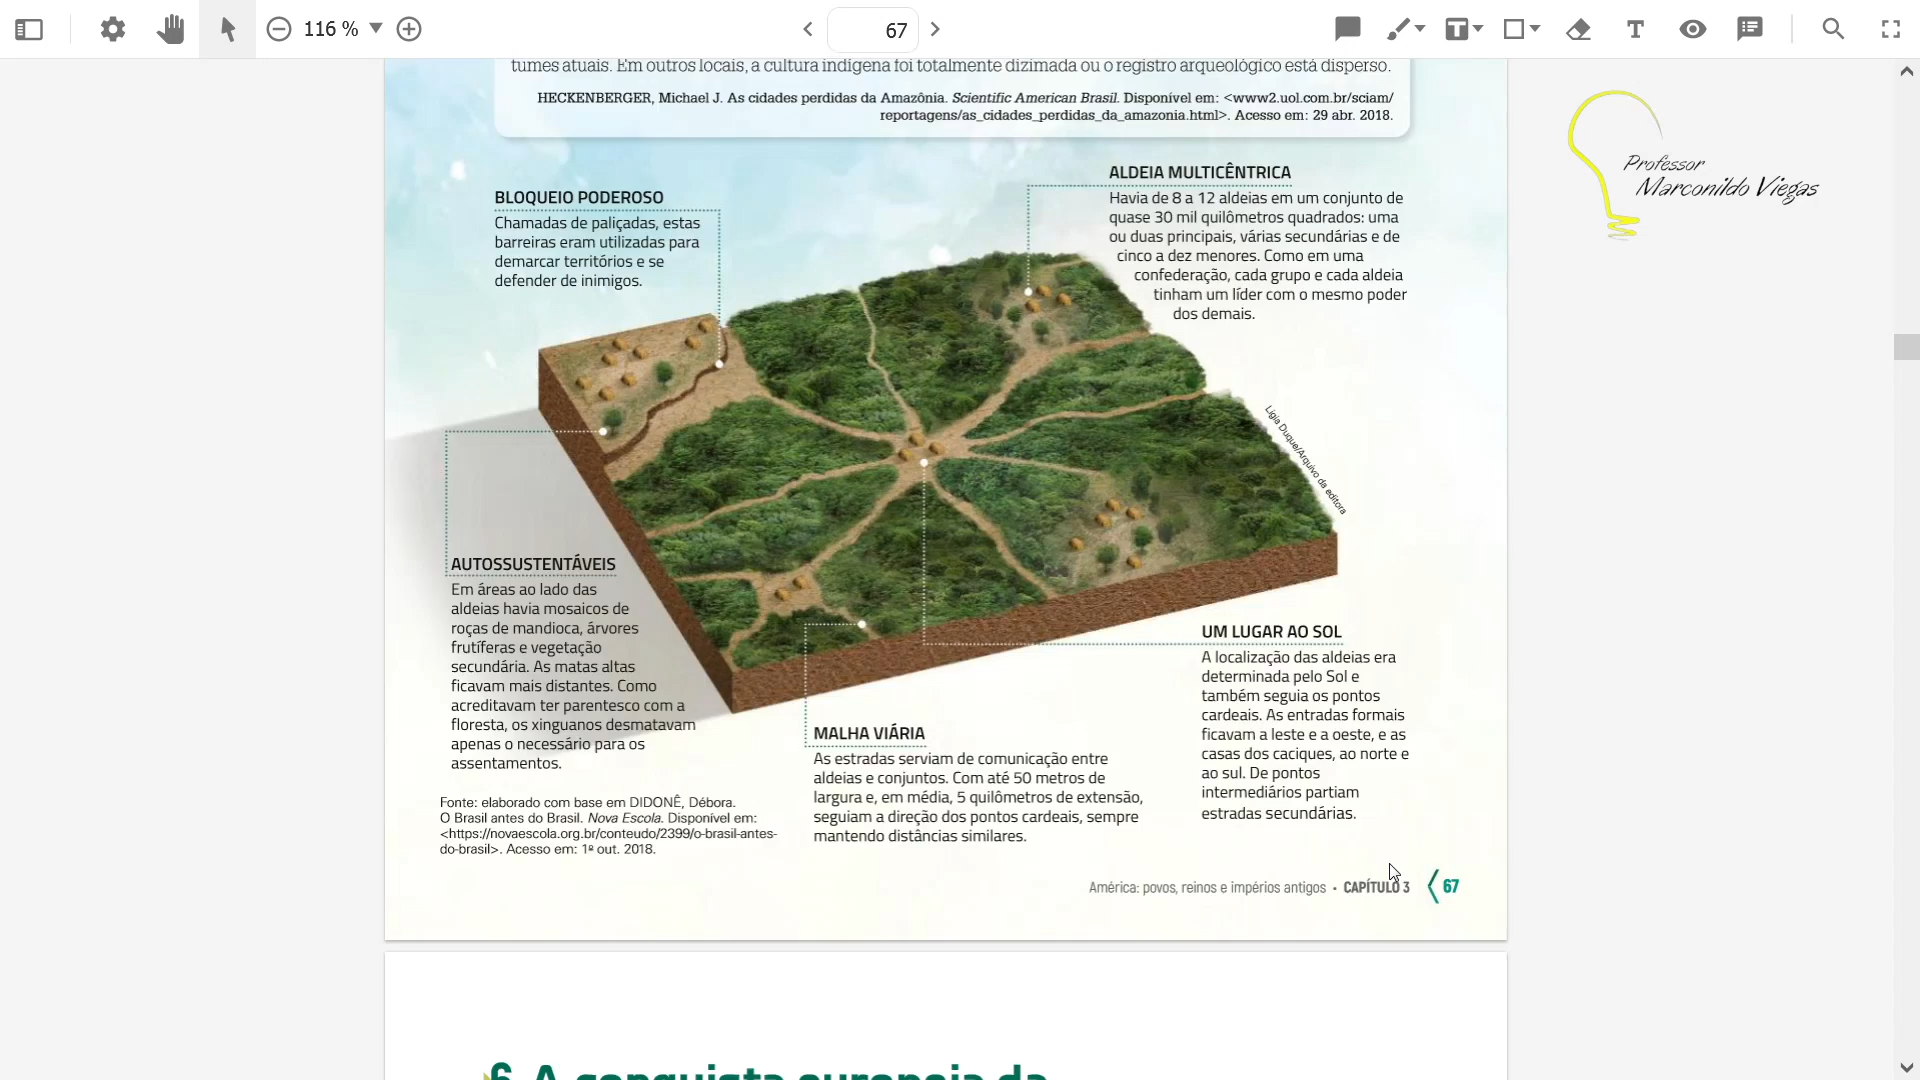 116 %
67
tumes atuais. Em outros locais, a cultura indígena foi totalmente dizimada ou o registro arqueológico está disperso.
HECKENBERGER, Michael J. As cidades perdidas da Amazônia. Scientific American Brasil. Disponível em: <www2.uol.com.br/sciam/
reportagens/as_cidades_perdidas_da_amazonia.html>. Acesso em: 29 abr. 2018.
Professor
Marconildo Viegas
BLOQUEIO PODEROSO
Chamadas de paliçadas, estas
barreiras eram utilizadas para
demarcar territórios e se
defender de inimigos.
ALDEIA MULTICÊNTRICA
Havia de 8 a 12 aldeias em um conjunto de
quase 30 mil quilômetros quadrados: uma
ou duas principais, várias secundárias e de
cinco a dez menores. Como em uma
confederação, cada grupo e cada aldeia
tinham um líder com o mesmo poder
dos demais.
Ligia Duque/Arquivo da editora
AUTOSSUSTENTÁVEIS
Em áreas ao lado das
aldeias havia mosaicos de
roças de mandioca, árvores
frutíferas e vegetação
secundária. As matas altas
ficavam mais distantes. Como
acreditavam ter parentesco com a
floresta, os xinguanos desmatavam
apenas o necessário para os
assentamentos.
MALHA VIÁRIA
As estradas serviam de comunicação entre
aldeias e conjuntos. Com até 50 metros de
largura e, em média, 5 quilômetros de extensão,
seguiam a direção dos pontos cardeais, sempre
mantendo distâncias similares.
UM LUGAR AO SOL
A localização das aldeias era
determinada pelo Sol e
também seguia os pontos
cardeais. As entradas formais
ficavam a leste e a oeste, e as
casas dos caciques, ao norte e
ao sul. De pontos
intermediários partiam
estradas secundárias.
Fonte: elaborado com base em DIDONÊ, Débora.
O Brasil antes do Brasil. Nova Escola. Disponível em:
<https://novaescola.org.br/conteudo/2399/o-brasil-antes-
do-brasil>. Acesso em: 1º out. 2018.
América: povos, reinos e impérios antigos • CAPÍTULO 3 67
6 A conquista europeia da